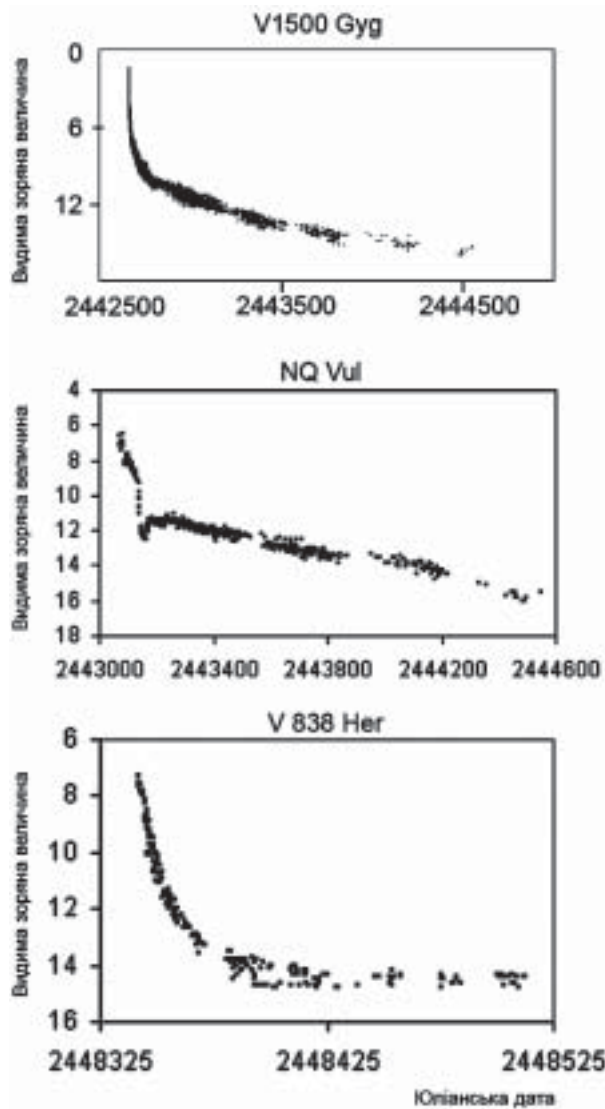 V1500 Gyg
Видима зоряна величина
0
6
12
2442500 2443500 2444500
NQ Vul
Видима зоряна величина
4
6
8
10
12
14
16
18
2443000 2443400 2443800 2444200 2444600
V 838 Her
Видима зоряна величина
6
8
10
12
14
16
2448325 2448425 2448525
Юліанська дата